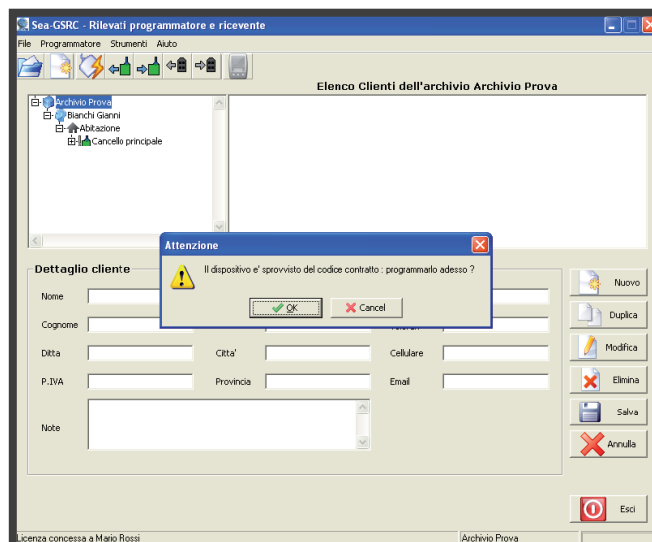 Sea-GSRC - Rilevati programmatore e ricevente
File Programmatore Strumenti Aiuto
Elenco Clienti dell'archivio Archivio Prova
Archivio Prova
Bianchi Gianni
Abitazione
Cancello principale
Attenzione
Il dispositivo e' sprovvisto del codice contratto : programmarlo adesso ?
OK
Cancel
Dettaglio cliente
Nome
Cognome
Ditta
Citta'
Cellulare
P.IVA
Provincia
Email
Note
Nuovo
Duplica
Modifica
Elimina
Salva
Annulla
Esci
Licenza concessa a Mario Rossi
Archivio Prova